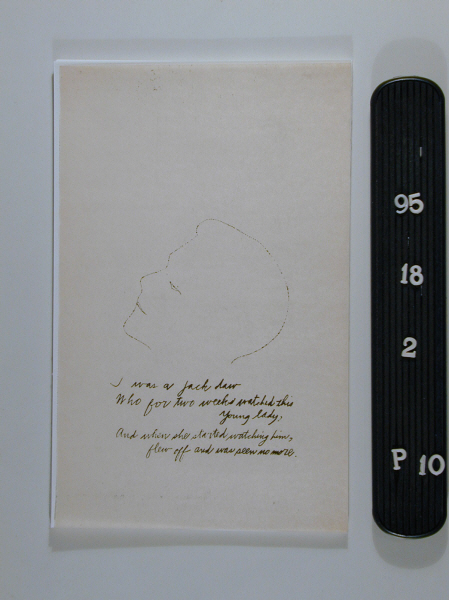 I was a jack daw
Who for two weeks watched this
Young lady,
And when she started watching him,
flew off and was seen no more.
95
18
2
P 10